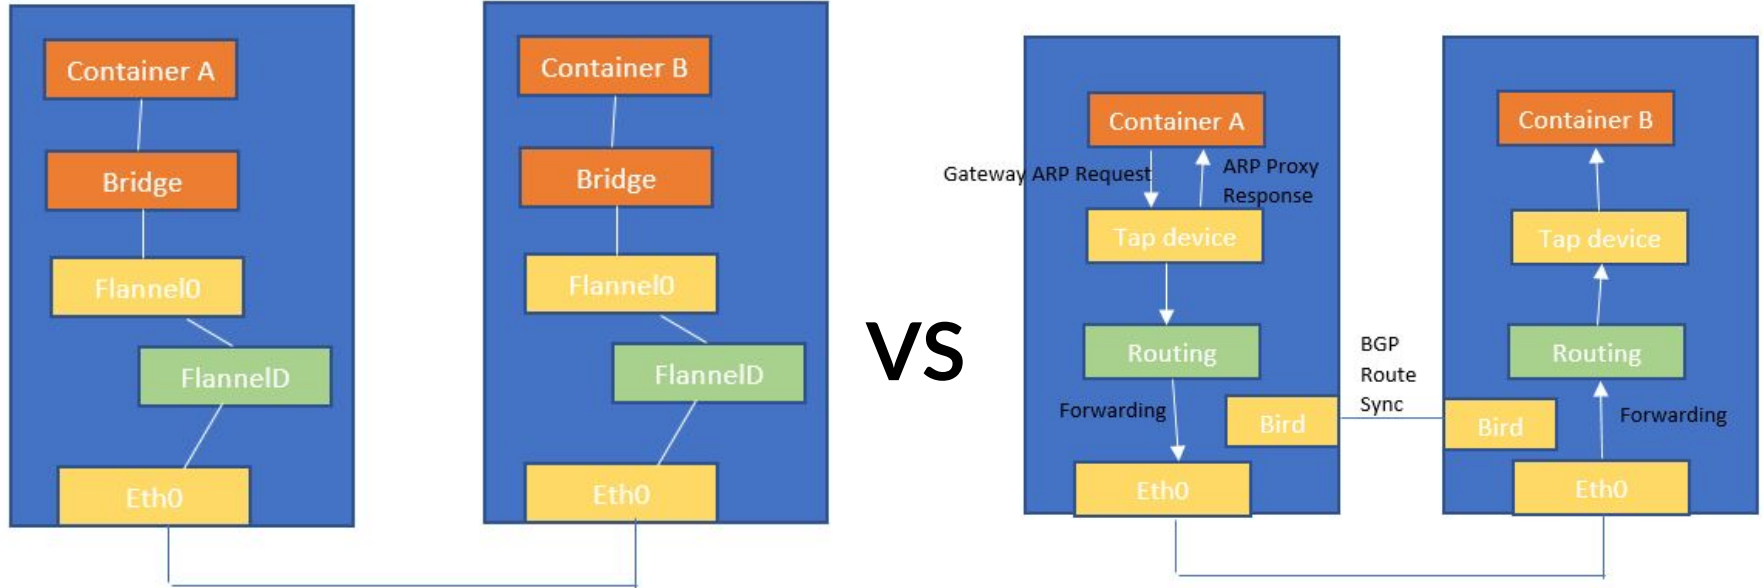 Container A
Bridge
Flannel0
FlannelD
Eth0
Container B
Bridge
Flannel0
FlannelD
Eth0
VS
Container A
Gateway ARP Request
ARP Proxy
Response
Tap device
Routing
Forwarding
Bird
Eth0
BGP
Route
Sync
Container B
Tap device
Routing
Bird
Forwarding
Eth0